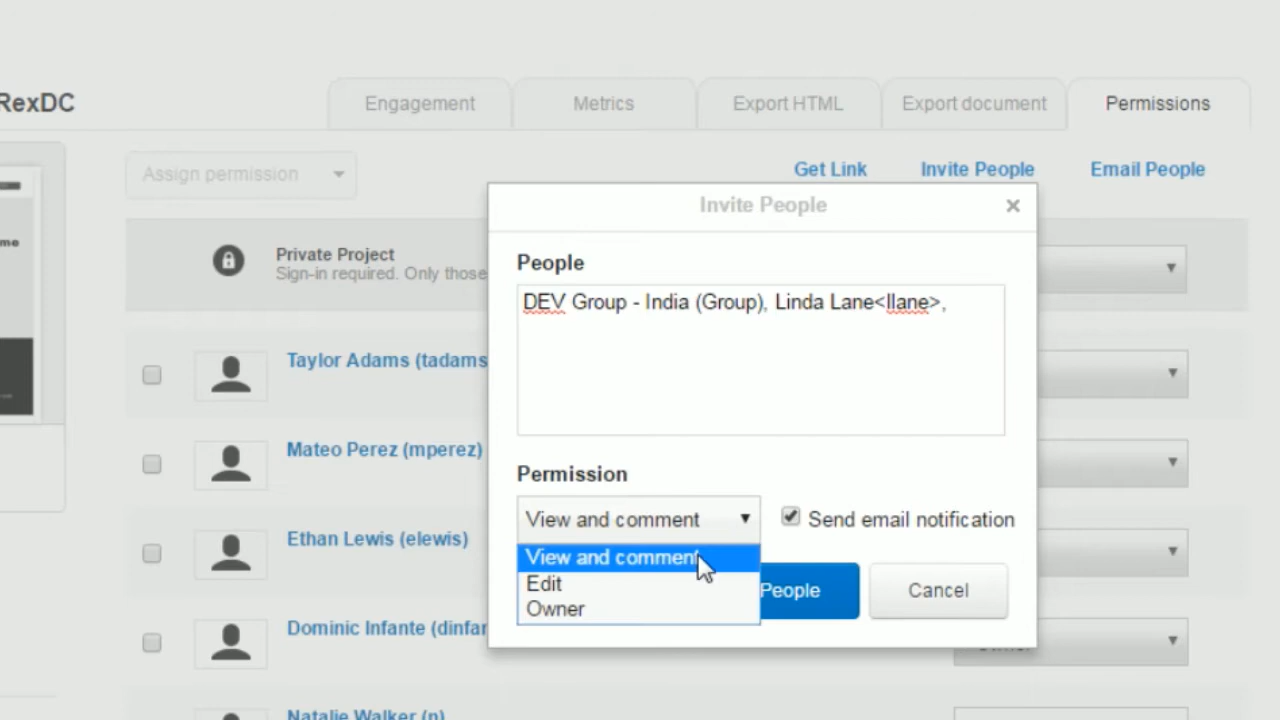 RexDC
Engagement
Metrics
Export HTML
Export document
Permissions
Assign permission
Get Link
Invite People
Email People
me
Private Project
Sign-in required. Only those
Taylor Adams (tadams
Mateo Perez (mperez)
Ethan Lewis (elewis)
Dominic Infante (dinfar
Natalie Walker (n)
Invite People
People
DEV Group - India (Group), Linda Lane<llane>,
Permission
View and comment
Send email notification
View and comment
Edit
Owner
People
Cancel